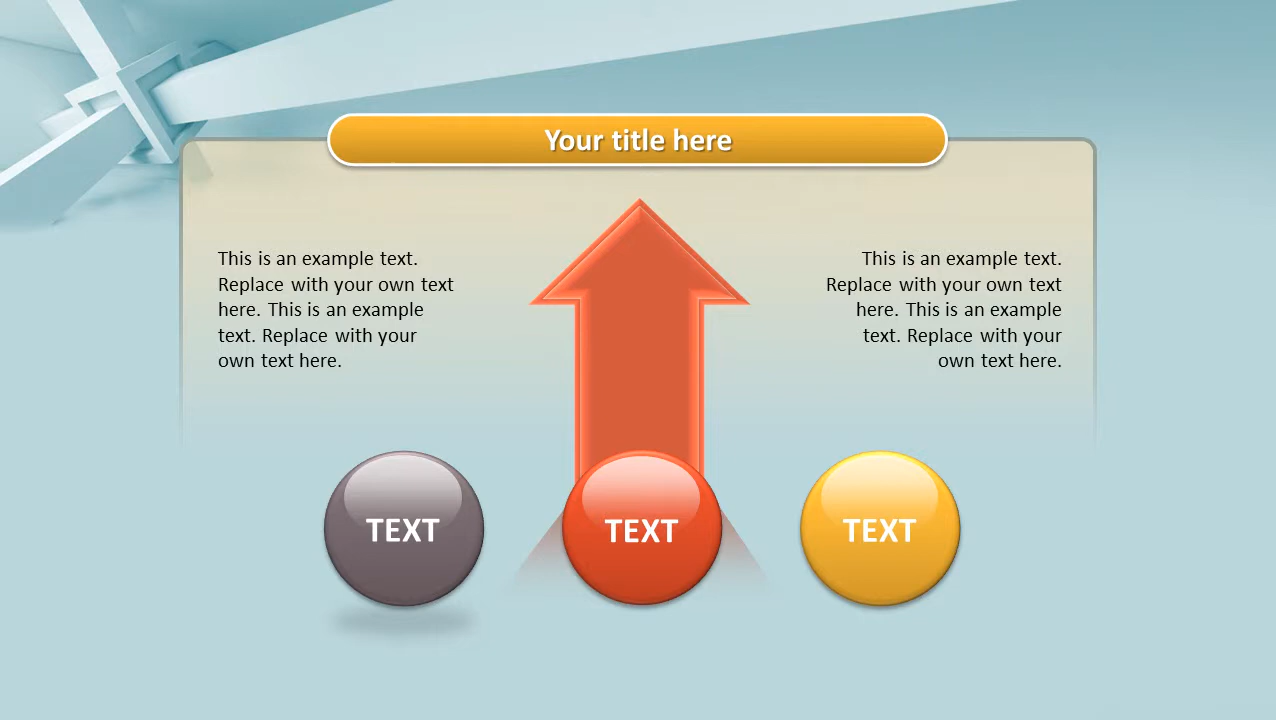 Your title here
This is an example text.
Replace with your own text
here. This is an example
text. Replace with your
own text here.
This is an example text.
Replace with your own text
here. This is an example
text. Replace with your
own text here.
TEXT
TEXT
TEXT